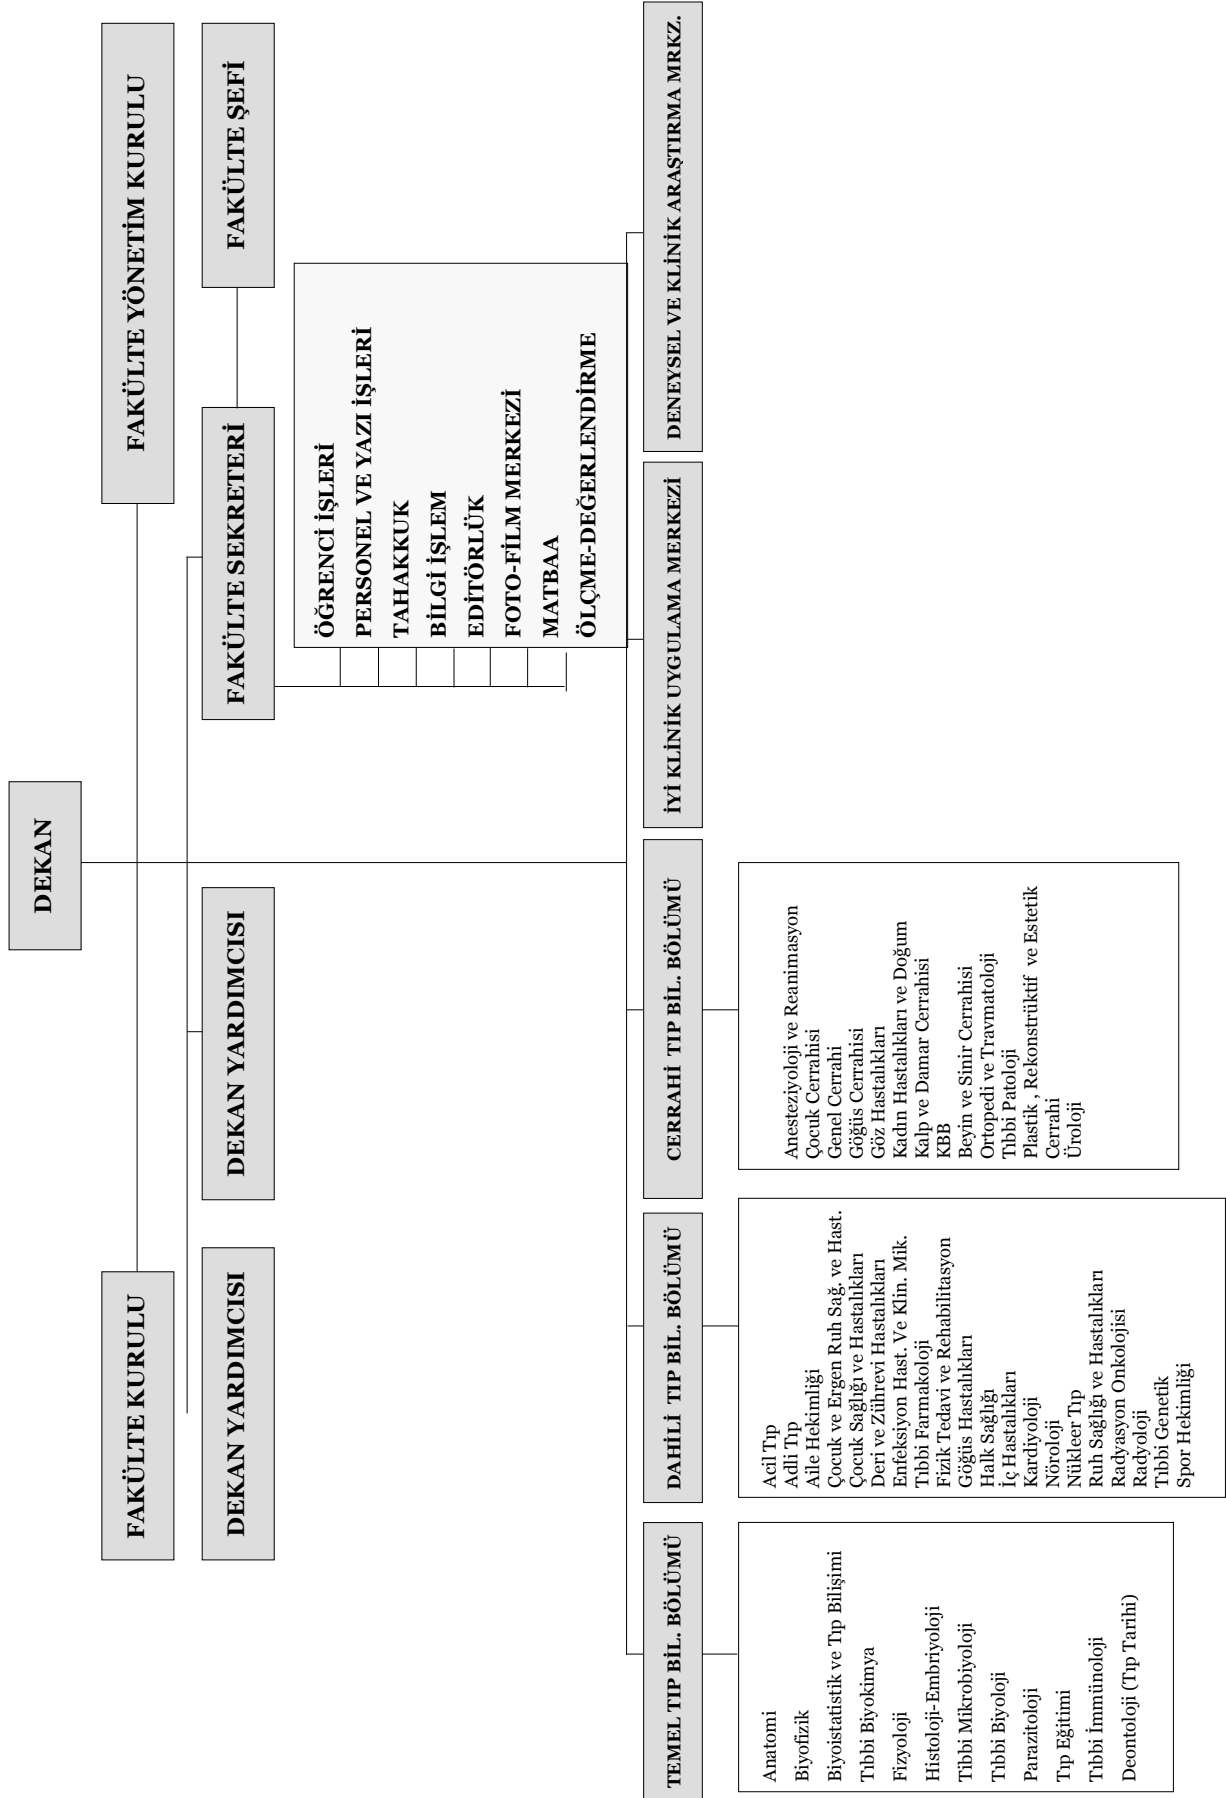 DEKAN
FAKÜLTE KURULU
FAKÜLTE YÖNETİM KURULU
DEKAN YARDIMCISI
DEKAN YARDIMCISI
FAKÜLTE SEKRETERİ
FAKÜLTE ŞEFİ
ÖĞRENCİ İŞLERİ
PERSONEL VE YAZI İŞLERİ
TAHAKKUK
BİLGİ İŞLEM
EDİTÖRLÜK
FOTO-FİLM MERKEZİ
MATBAA
ÖLÇME-DEĞERLENDİRME
TEMEL TIP BİL. BÖLÜMÜ
DAHİLİ  TIP BİL. BÖLÜMÜ
CERRAHİ  TIP BİL. BÖLÜMÜ
İYİ KLİNİK UYGULAMA MERKEZİ
DENEYSEL VE KLİNİK ARAŞTIRMA MRKZ.
Anatomi
Biyofizik
Biyoistatistik ve Tıp Bilişimi
Tıbbi Biyokimya
Fizyoloji
Histoloji-Embriyoloji
Tibbi Mikrobiyoloji
Tıbbi Biyoloji
Parazitoloji
Tıp Eğitimi
Tıbbi İmmünoloji
Deontoloji (Tıp Tarihi)
Acil Tıp
Adli Tıp
Aile Hekimliği
Çocuk ve Ergen Ruh Sağ. ve Hast.
Çocuk Sağlığı ve Hastalıkları
Deri ve Zührevi Hastalıkları
Enfeksiyon Hast. Ve Klin. Mik.
Tıbbi Farmakoloji
Fizik Tedavi ve Rehabilitasyon
Göğüs Hastalıkları
Halk Sağlığı
İç Hastalıkları
Kardiyoloji
Nöroloji
Nükleer Tıp
Ruh Sağlığı ve Hastalıkları
Radyasyon Onkolojisi
Radyoloji
Tıbbi Genetik
Spor Hekimliği
Anesteziyoloji ve Reanimasyon
Çocuk Cerrahisi
Genel Cerrahi
Göğüs Cerrahisi
Göz Hastalıkları
Kadın Hastalıkları ve Doğum
Kalp ve Damar Cerrahisi
KBB
Beyin ve Sinir Cerrahisi
Ortopedi ve Travmatoloji
Tıbbi Patoloji
Plastik , Rekonstrüktif  ve Estetik
Cerrahi
Üroloji